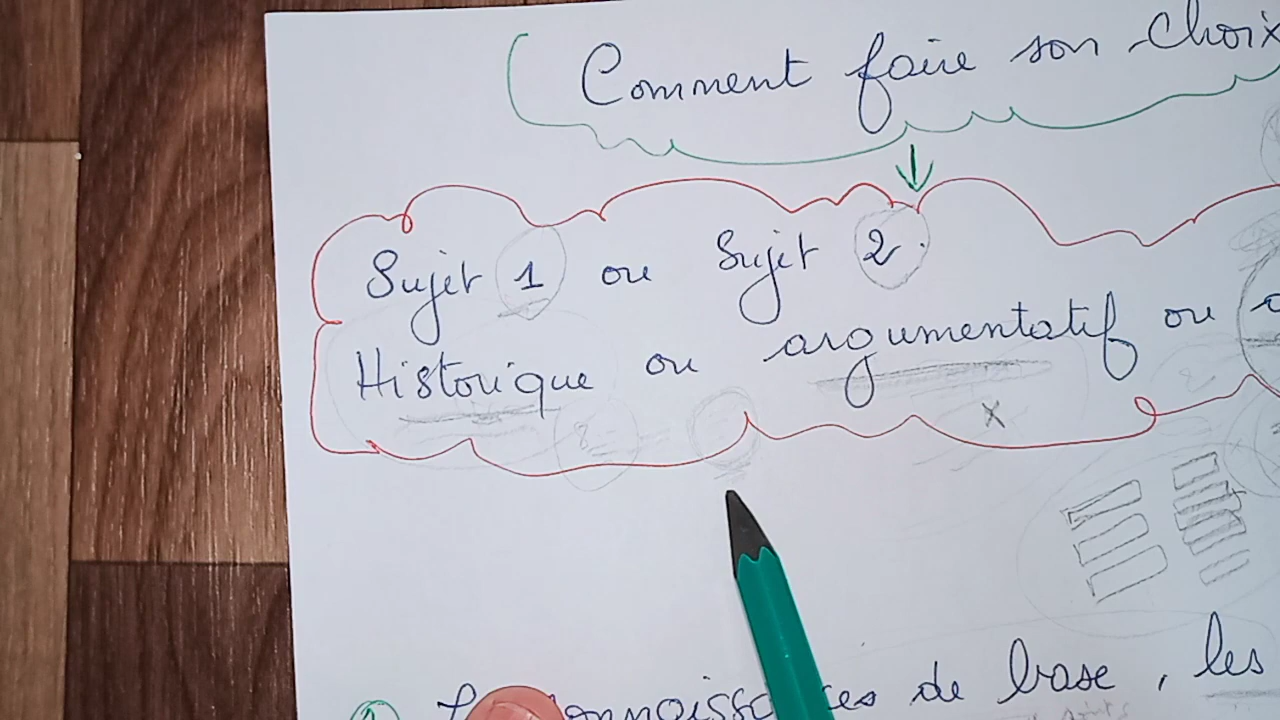 Comment faire son choix
Sujet 1 ou Sujet 2
Historique ou argumentatif ou
de base, les